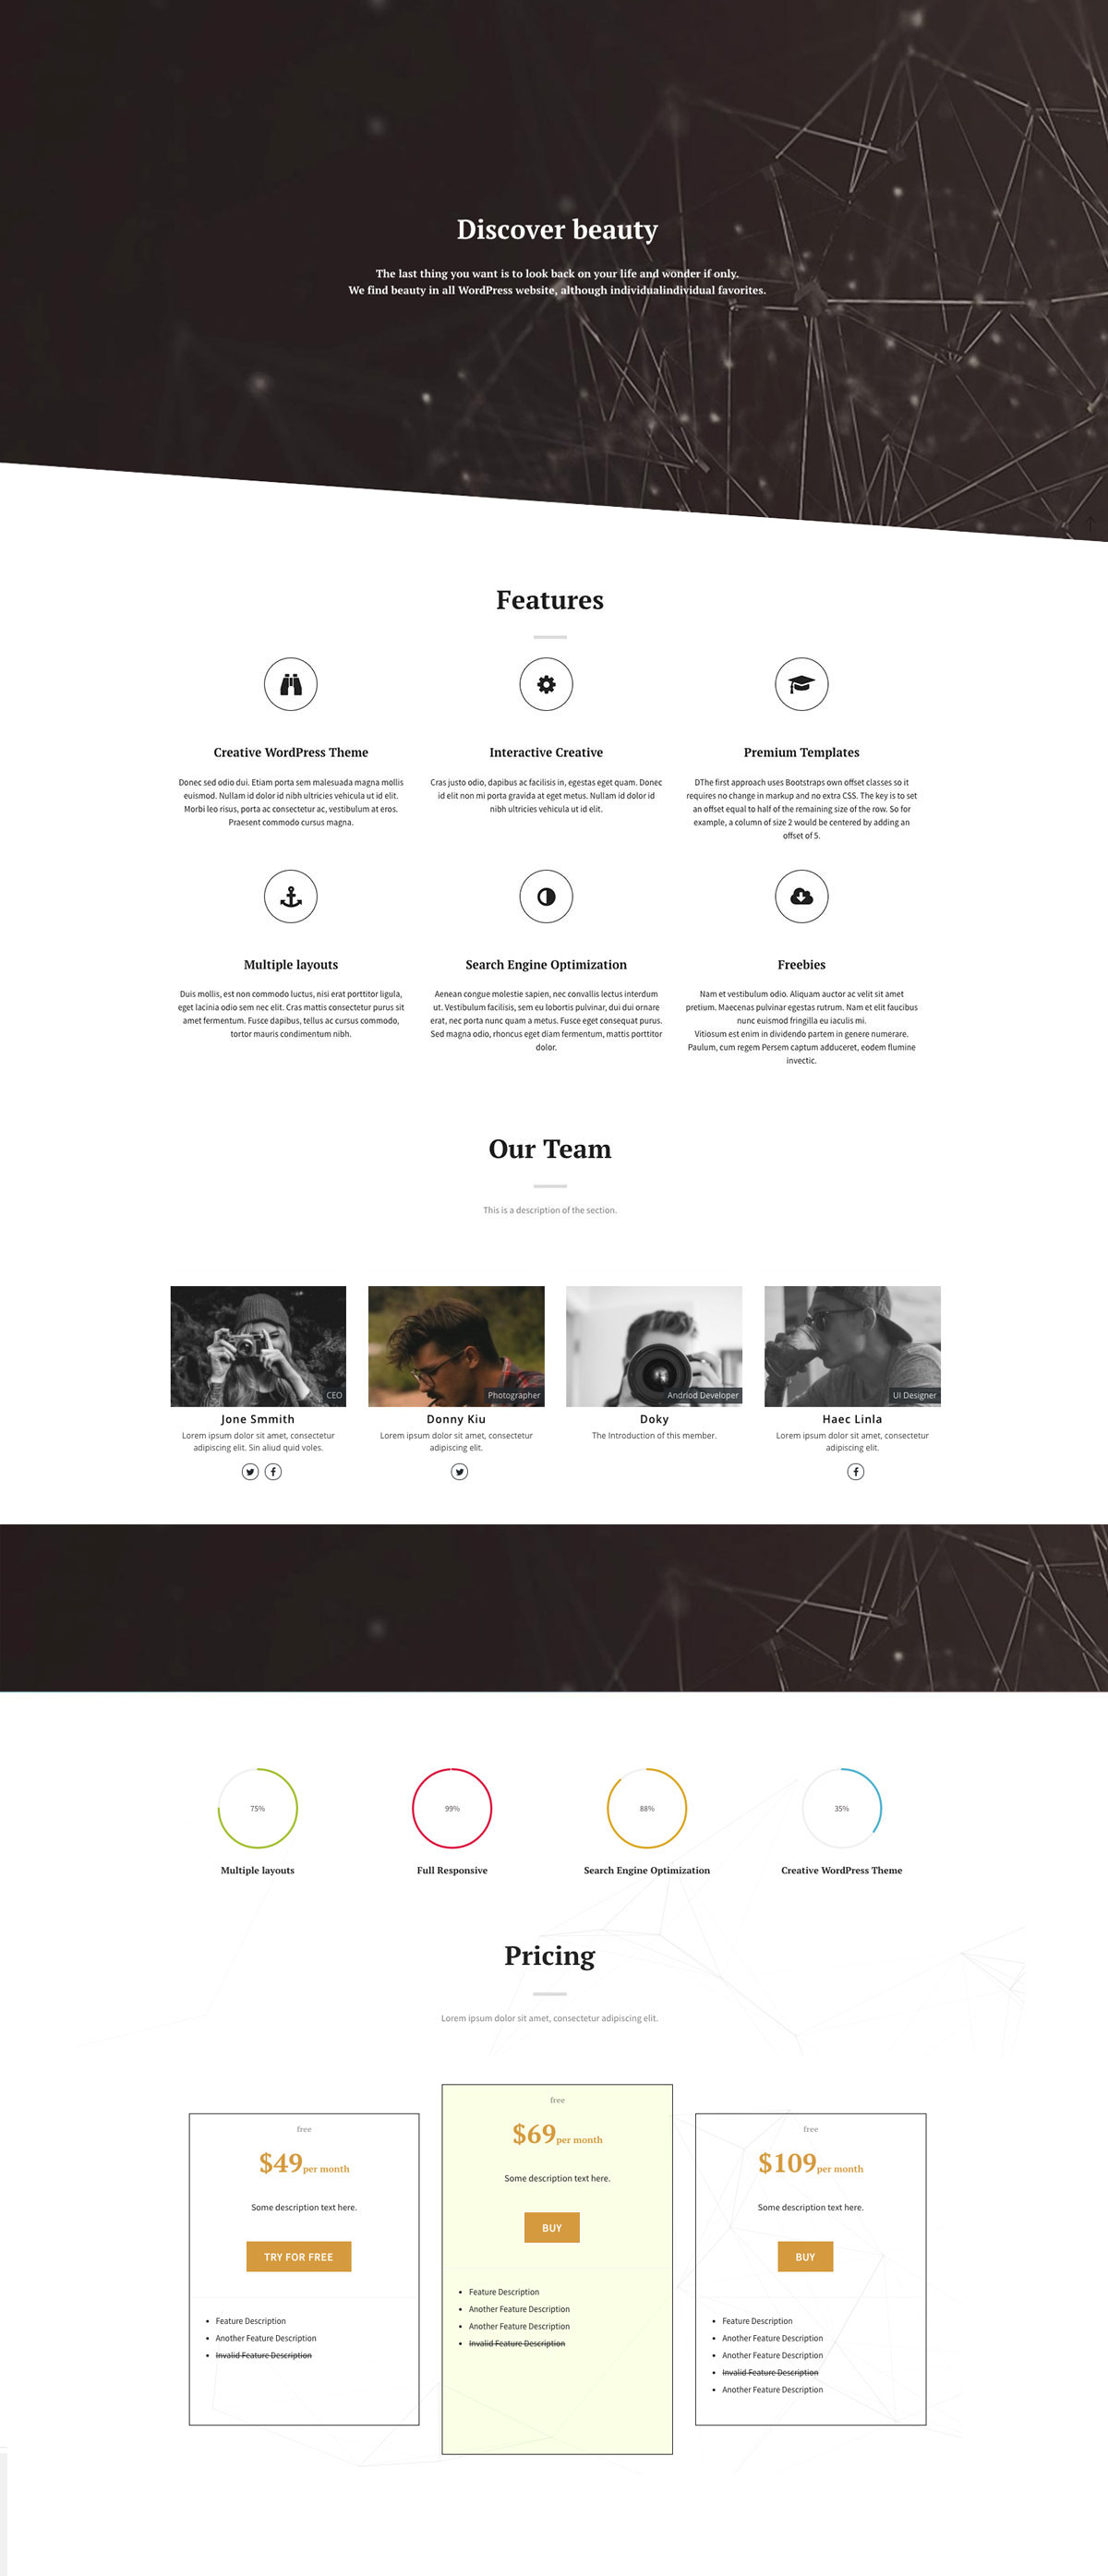 Discover beauty
The last thing you want is to look back on your life and wonder if only.
We find beauty in all WordPress website, although individualindividual favorites.
Features
Creative WordPress Theme
Donec sed odio dui. Etiam porta sem malesuada magna mollis
euismod. Nullam id dolor id nibh ultricies vehicula ut id elit.
Morbi leo risus, porta ac consectetur ac, vestibulum at eros.
Praesent commodo cursus magna.
Interactive Creative
Cras justo odio, dapibus ac facilisis in, egestas eget quam. Donec
id elit non mi porta gravida at eget metus. Nullam id dolor id
nibh ultricies vehicula ut id elit.
Premium Templates
DThe first approach uses Bootstraps own offset classes so it
requires no change in markup and no extra CSS. The key is to set
an offset equal to half of the remaining size of the row. So for
example, a column of size 2 would be centered by adding an
offset of 5.
Multiple layouts
Duis mollis, est non commodo luctus, nisi erat porttitor ligula,
eget lacinia odio sem nec elit. Cras mattis consectetur purus sit
amet fermentum. Fusce dapibus, tellus ac cursus commodo,
tortor mauris condimentum nibh.
Search Engine Optimization
Aenean congue molestie sapien, nec convallis lectus interdum
ut. Vestibulum facilisis, sem eu lobortis pulvinar, dui dui ornare
erat, nec porta nunc quam a metus. Fusce eget consequat purus.
Sed magna odio, rhoncus eget diam fermentum, mattis porttitor
dolor.
Freebies
Nam et vestibulum odio. Aliquam auctor ac velit sit amet
pretium. Maecenas pulvinar egestas rutrum. Nam et elit faucibus
nunc euismod fringilla eu iaculis mi.
Vitiosum est enim in dividendo partem in genere numerare.
Paulum, cum regem Persem captum adduceret, eodem flumine
invectic.
Our Team
This is a description of the section.
CEO
Jone Smmith
Lorem ipsum dolor sit amet, consectetur
adipiscing elit. Sin aliud quid voles.
Photographer
Donny Kiu
Lorem ipsum dolor sit amet, consectetur
adipiscing elit.
Andriod Developer
Doky
The Introduction of this member.
UI Designer
Haec Linla
Lorem ipsum dolor sit amet, consectetur
adipiscing elit.
75%
Multiple layouts
99%
Full Responsive
88%
Search Engine Optimization
35%
Creative WordPress Theme
Pricing
Lorem ipsum dolor sit amet, consectetur adipiscing elit.
free
$49per month
Some description text here.
TRY FOR FREE
Feature Description
Another Feature Description
Invalid Feature Description
free
$69per month
Some description text here.
BUY
Feature Description
Another Feature Description
Another Feature Description
Invalid Feature Description
free
$109per month
Some description text here.
BUY
Feature Description
Another Feature Description
Another Feature Description
Invalid Feature Description
Another Feature Description